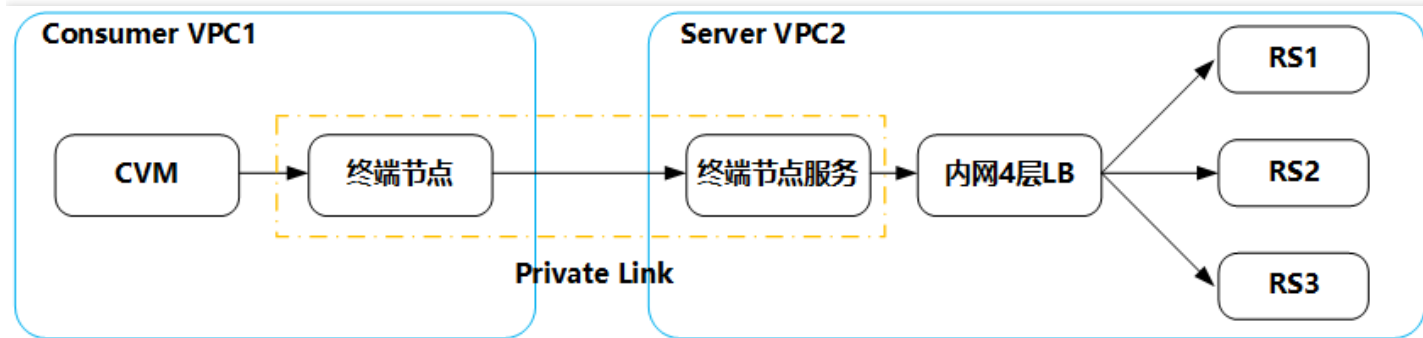 Consumer VPC1
Server VPC2
RS1
CVM
终端节点
终端节点服务
内网4层LB
RS2
Private Link
RS3